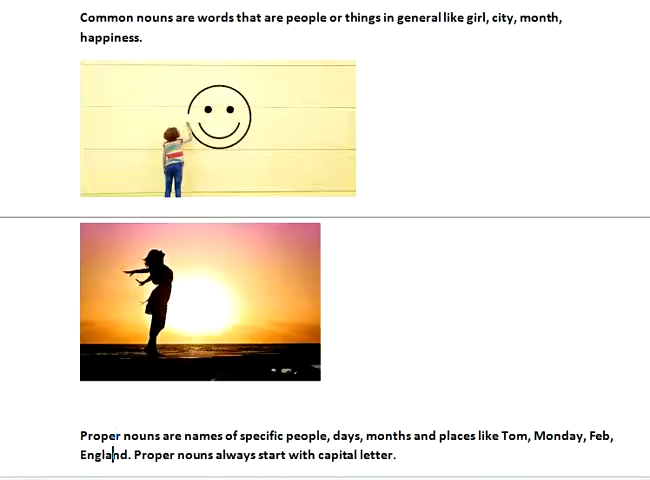 Common nouns are words that are people or things in general like girl, city, month,
happiness.
Proper nouns are names of specific people, days, months and places like Tom, Monday, Feb,
England. Proper nouns always start with capital letter.